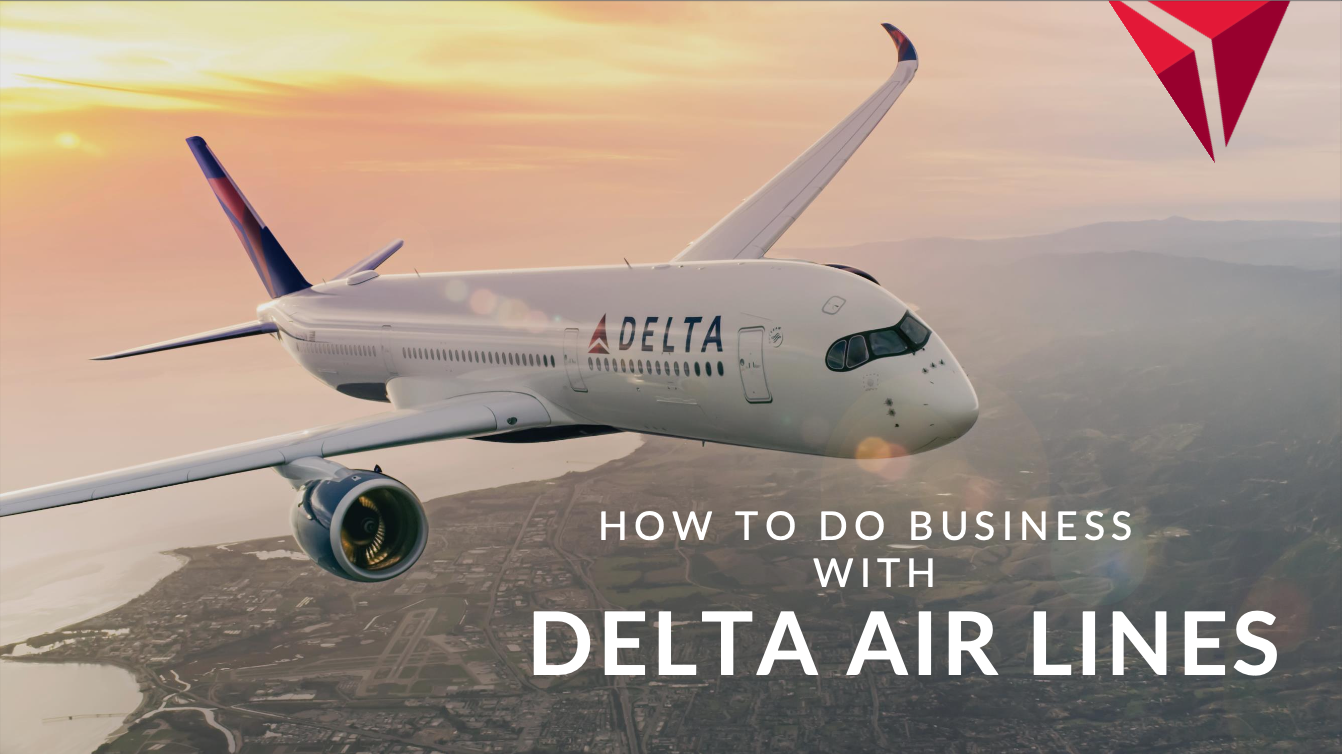 DELTA
HOW TO DO BUSINESS
WITH
DELTA AIR LINES